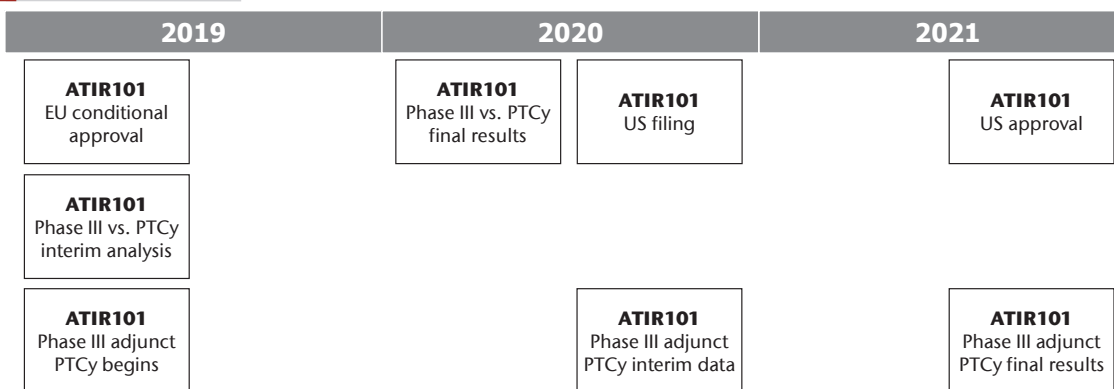 2019
2020
2021
ATIR101
EU conditional
approval
ATIR101
Phase III vs. PTCy
final results
ATIR101
US filing
ATIR101
US approval
ATIR101
Phase III vs. PTCy
interim analysis
ATIR101
Phase III adjunct
PTCy begins
ATIR101
Phase III adjunct
PTCy interim data
ATIR101
Phase III adjunct
PTCy final results